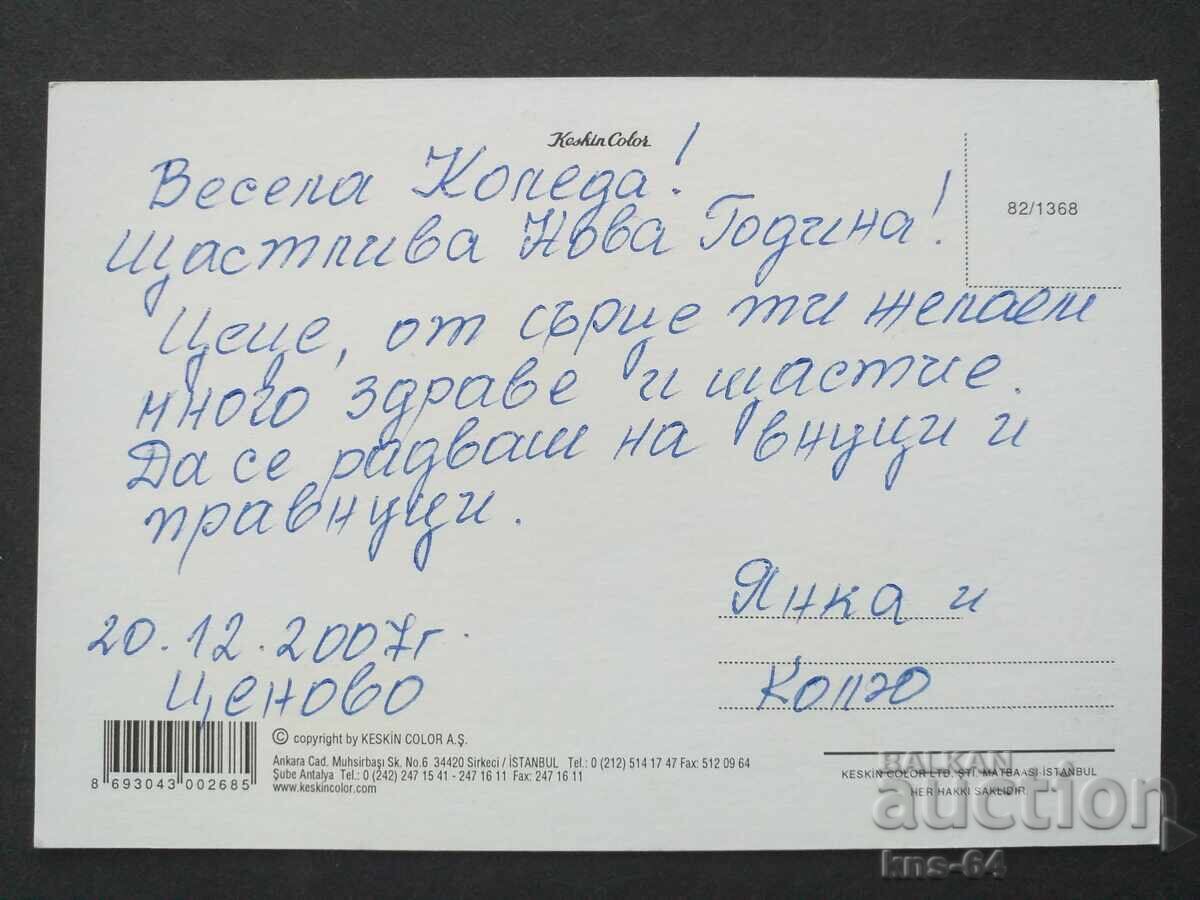 Keskin Color
82/1368
Весела Коледа!
Щастлива Нова Година!
Цеце, от сърце ти желаем
много здраве и щастие.
Да се радваш на внуци и
правнуци.
Янка и
Кольо
20.12.2007г.
Ценово
8 693043 002685
© copyright by KESKİN COLOR A.Ş.
Ankara Cad. Muhsirbaşı Sk. No.6 34420 Sirkeci / İSTANBUL Tel.: 0 (212) 514 17 47 Fax: 512 09 64
Şube Antalya Tel.: 0 (242) 247 15 41 - 247 16 11 Fax: 247 16 11
www.keskincolor.com
KESKİN COLOR LTD. ŞTİ. MATBAASI-İSTANBUL
HER HAKKI SAKLIDIR.
BALKAN
auction
kns-64